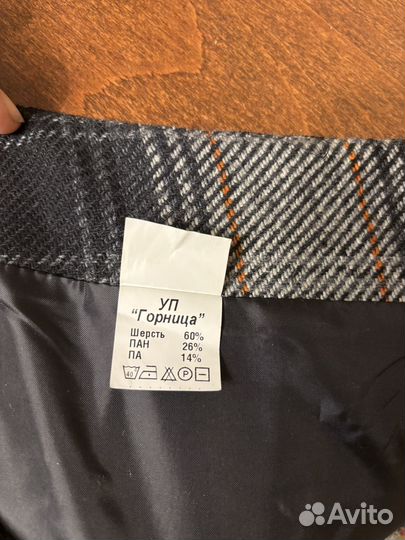 УП
“Горница”
Шерсть 60%
ПАН 26%
ПА 14%
40 P
Avito